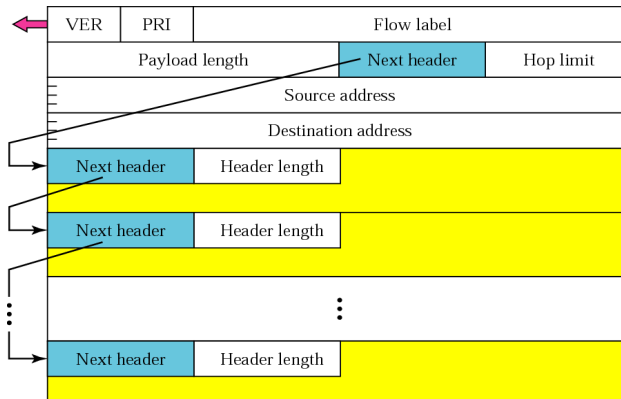 VER PRI Flow label
Payload length Next header Hop limit
Source address
Destination address
Next header Header length
Next header Header length
Next header Header length